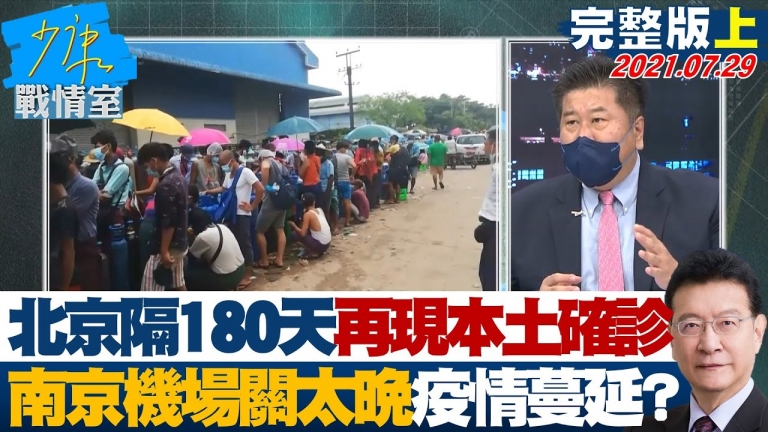 少康
戰情室
完整版上
2021.07.29
北京隔180天再現本土確診
南京機場關太晚疫情蔓延?